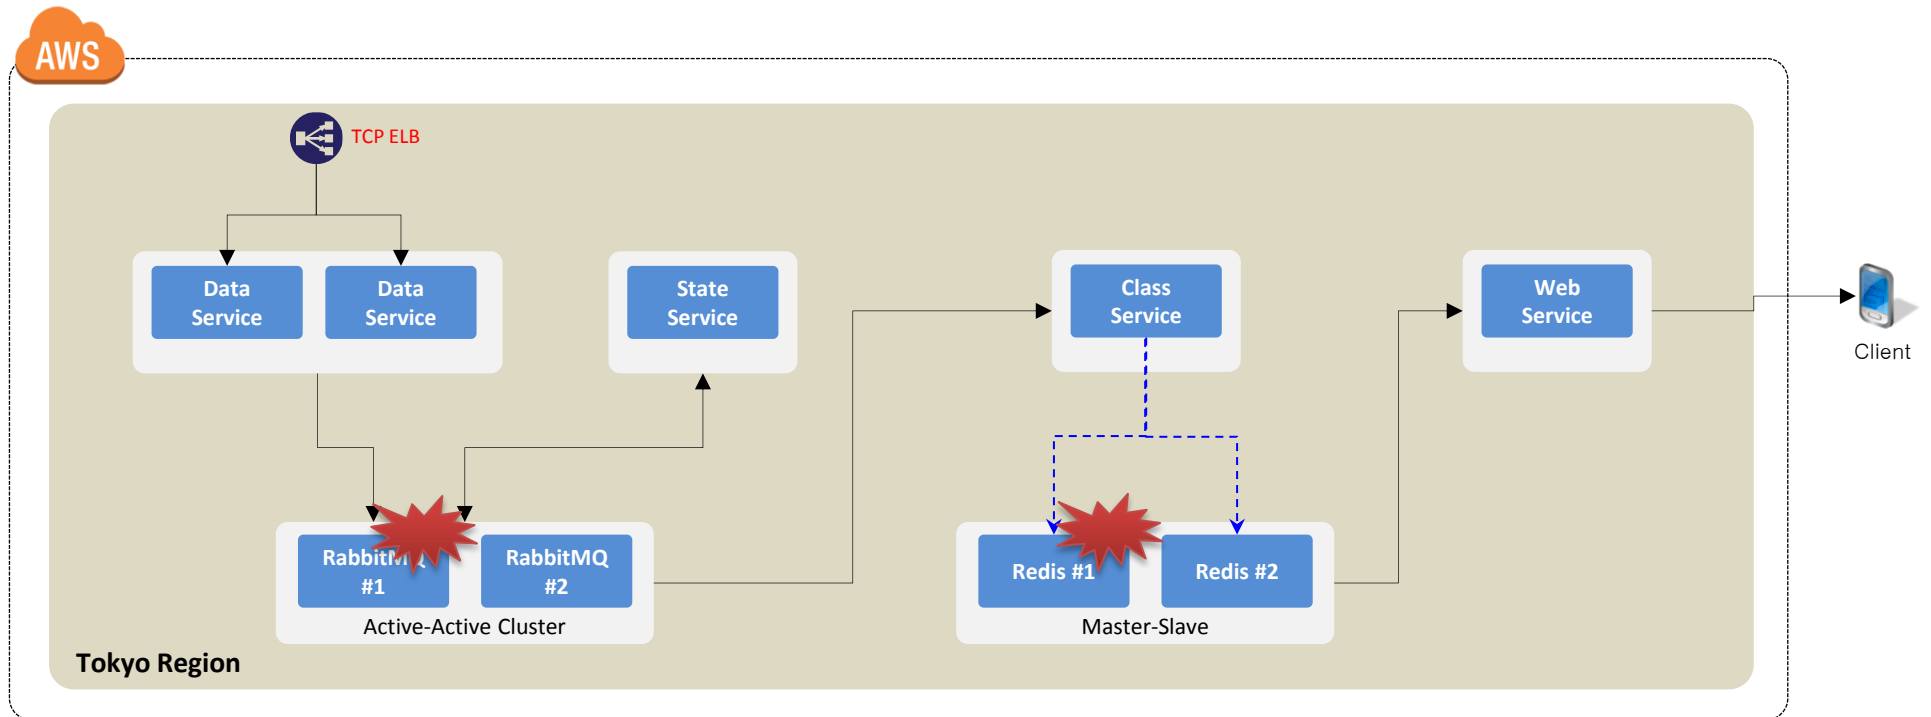 AWS
TCP ELB
Data
Service
Data
Service
State
Service
Class
Service
Web
Service
Client
RabbitMQ
#1
RabbitMQ
#2
Redis #1
Redis #2
Active-Active Cluster
Master-Slave
Tokyo Region